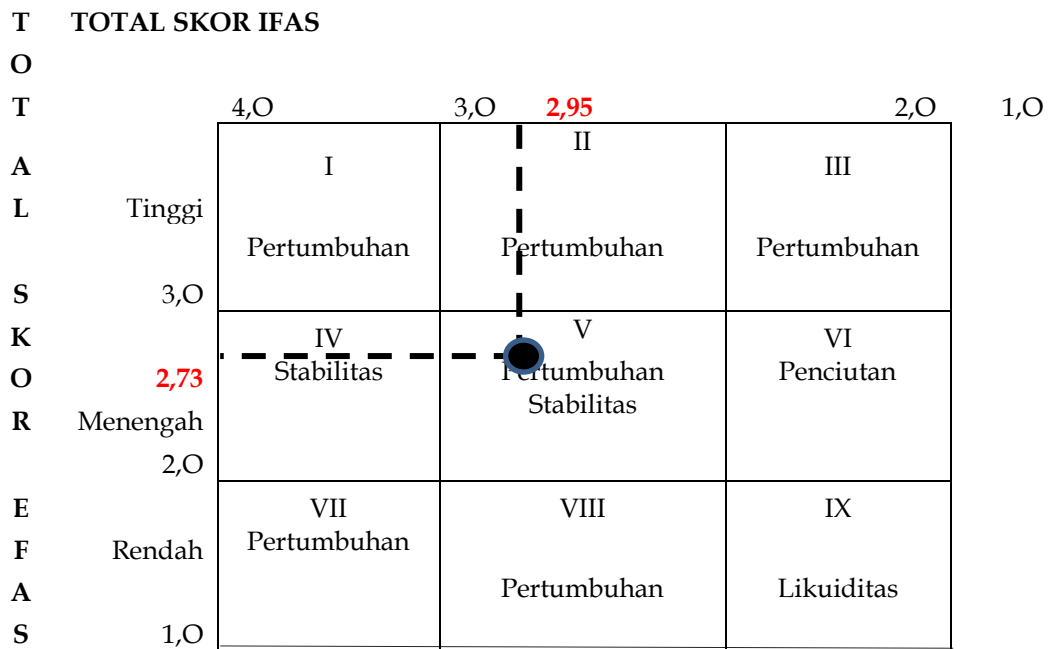 T TOTAL SKOR IFAS
O
T 4,O 3,O 2,95 2,O 1,O
A I II III
L Tinggi
Pertumbuhan Pertumbuhan Pertumbuhan
S 3,O
K IV V VI
O 2,73 Stabilitas Pertumbuhan Penciutan
Stabilitas
R Menengah
2,O
E VII VIII IX
F Rendah Pertumbuhan
A Pertumbuhan Likuiditas
S 1,O